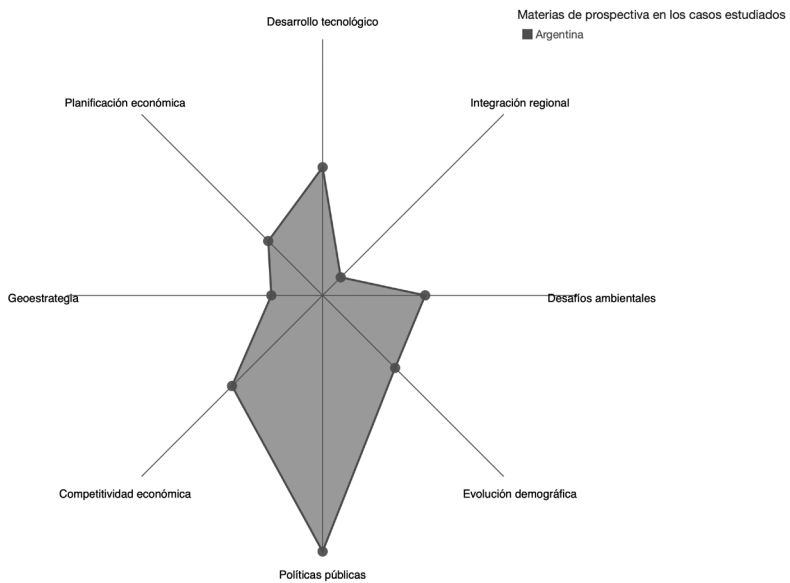 Materias de prospectiva en los casos estudiados
Argentina
Desarrollo tecnológico
Planificación económica
Integración regional
Geoestrategia
Desafíos ambientales
Competitividad económica
Evolución demográfica
Políticas públicas